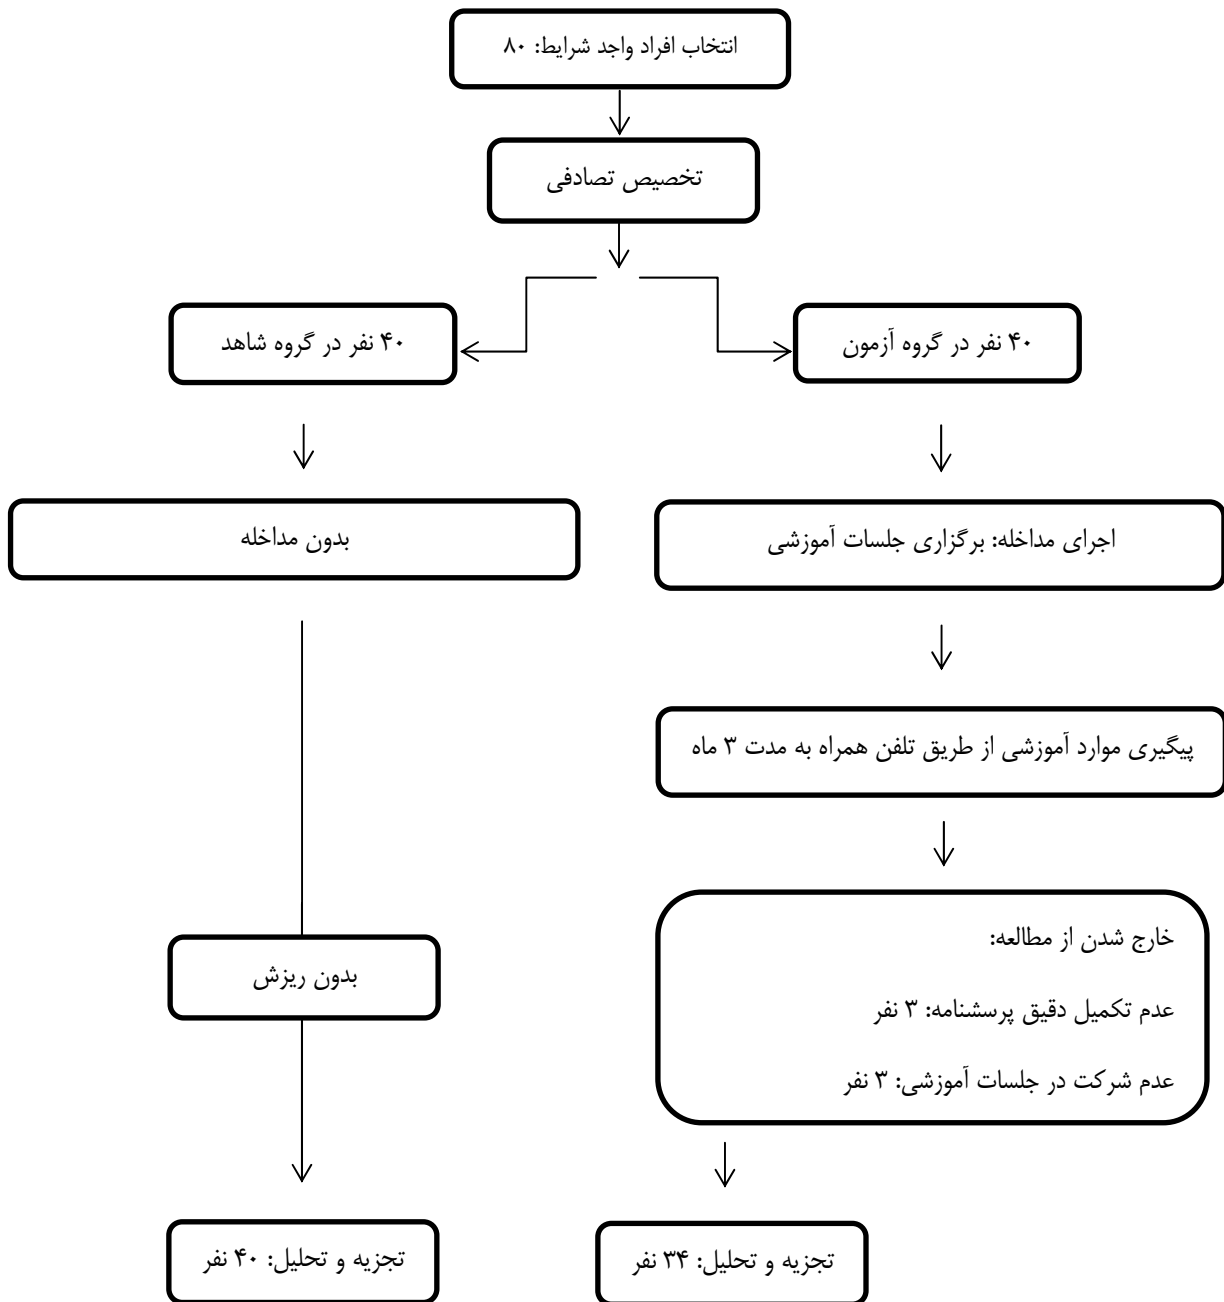 انتخاب افراد واجد شرایط: ۸۰
تخصیص تصادفی
۴۰ نفر در گروه آزمون
۴۰ نفر در گروه شاهد
اجرای مداخله: برگزاری جلسات آموزشی
بدون مداخله
پیگیری موارد آموزشی از طریق تلفن همراه به مدت ۳ ماه
خارج شدن از مطالعه:
عدم تکمیل دقیق پرسشنامه: ۳ نفر
عدم شرکت در جلسات آموزشی: ۳ نفر
بدون ریزش
تجزیه و تحلیل: ۳۴ نفر
تجزیه و تحلیل: ۴۰ نفر